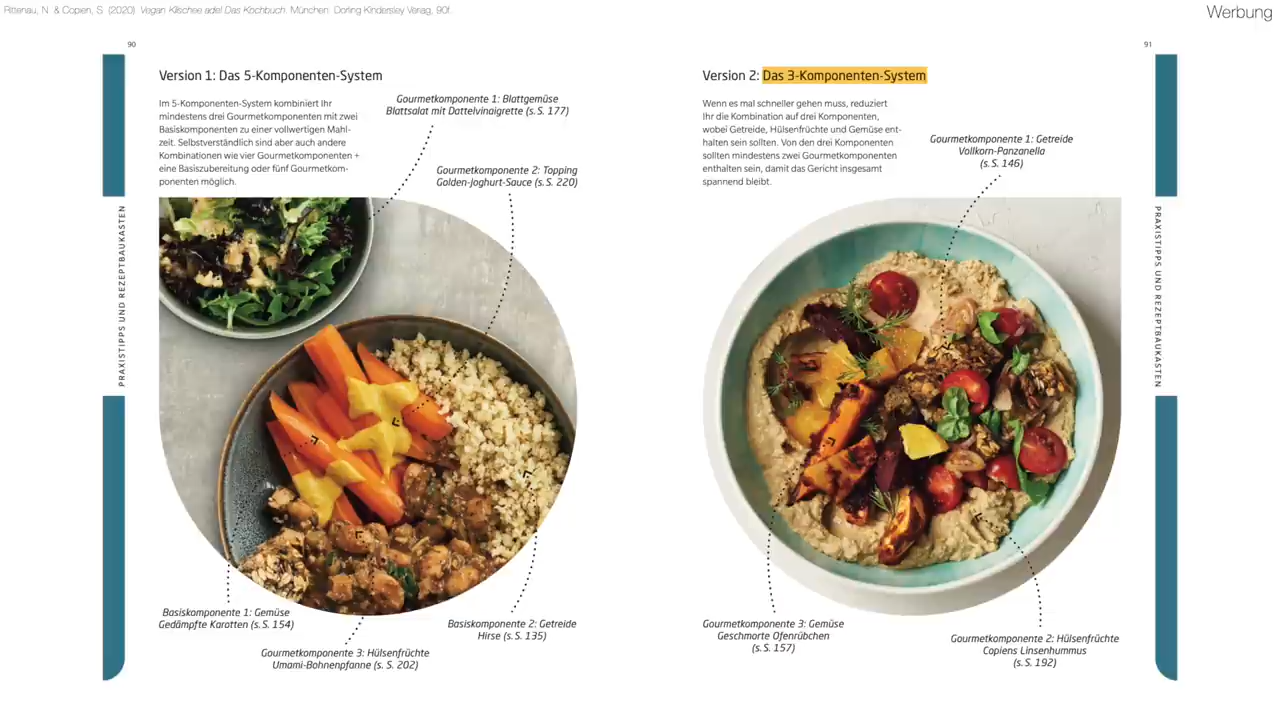 Rittenau, N. & Copien, S. (2020). Vegan Klischee ade! Das Kochbuch. München: Dorling Kindersley Verlag, 90f.
Werbung
90
Version 1: Das 5-Komponenten-System
Im 5-Komponenten-System kombiniert Ihr
mindestens drei Gourmetkomponenten mit zwei
Basiskomponenten zu einer vollwertigen Mahl-
zeit. Selbstverständlich sind aber auch andere
Kombinationen wie vier Gourmetkomponenten +
eine Basiszubereitung oder fünf Gourmetkom-
ponenten möglich.
Gourmetkomponente 1: Blattgemüse
Blattsalat mit Dattelvinaigrette (s. S. 177)
Gourmetkomponente 2: Topping
Golden-Joghurt-Sauce (s. S. 220)
PRAXISTIPPS UND REZEPTBAUKASTEN
Basiskomponente 1: Gemüse
Gedämpfte Karotten (s. S. 154)
Basiskomponente 2: Getreide
Hirse (s. S. 135)
Gourmetkomponente 3: Hülsenfrüchte
Umami-Bohnenpfanne (s. S. 202)
91
Version 2: Das 3-Komponenten-System
Wenn es mal schneller gehen muss, reduziert
Ihr die Kombination auf drei Komponenten,
wobei Getreide, Hülsenfrüchte und Gemüse ent-
halten sein sollten. Von den drei Komponenten
sollten mindestens zwei Gourmetkomponenten
enthalten sein, damit das Gericht insgesamt
spannend bleibt.
Gourmetkomponente 1: Getreide
Vollkorn-Panzanella
(s. S. 146)
PRAXISTIPPS UND REZEPTBAUKASTEN
Gourmetkomponente 3: Gemüse
Geschmorte Ofenrübchen
(s. S. 157)
Gourmetkomponente 2: Hülsenfrüchte
Copiens Linsenhummus
(s. S. 192)